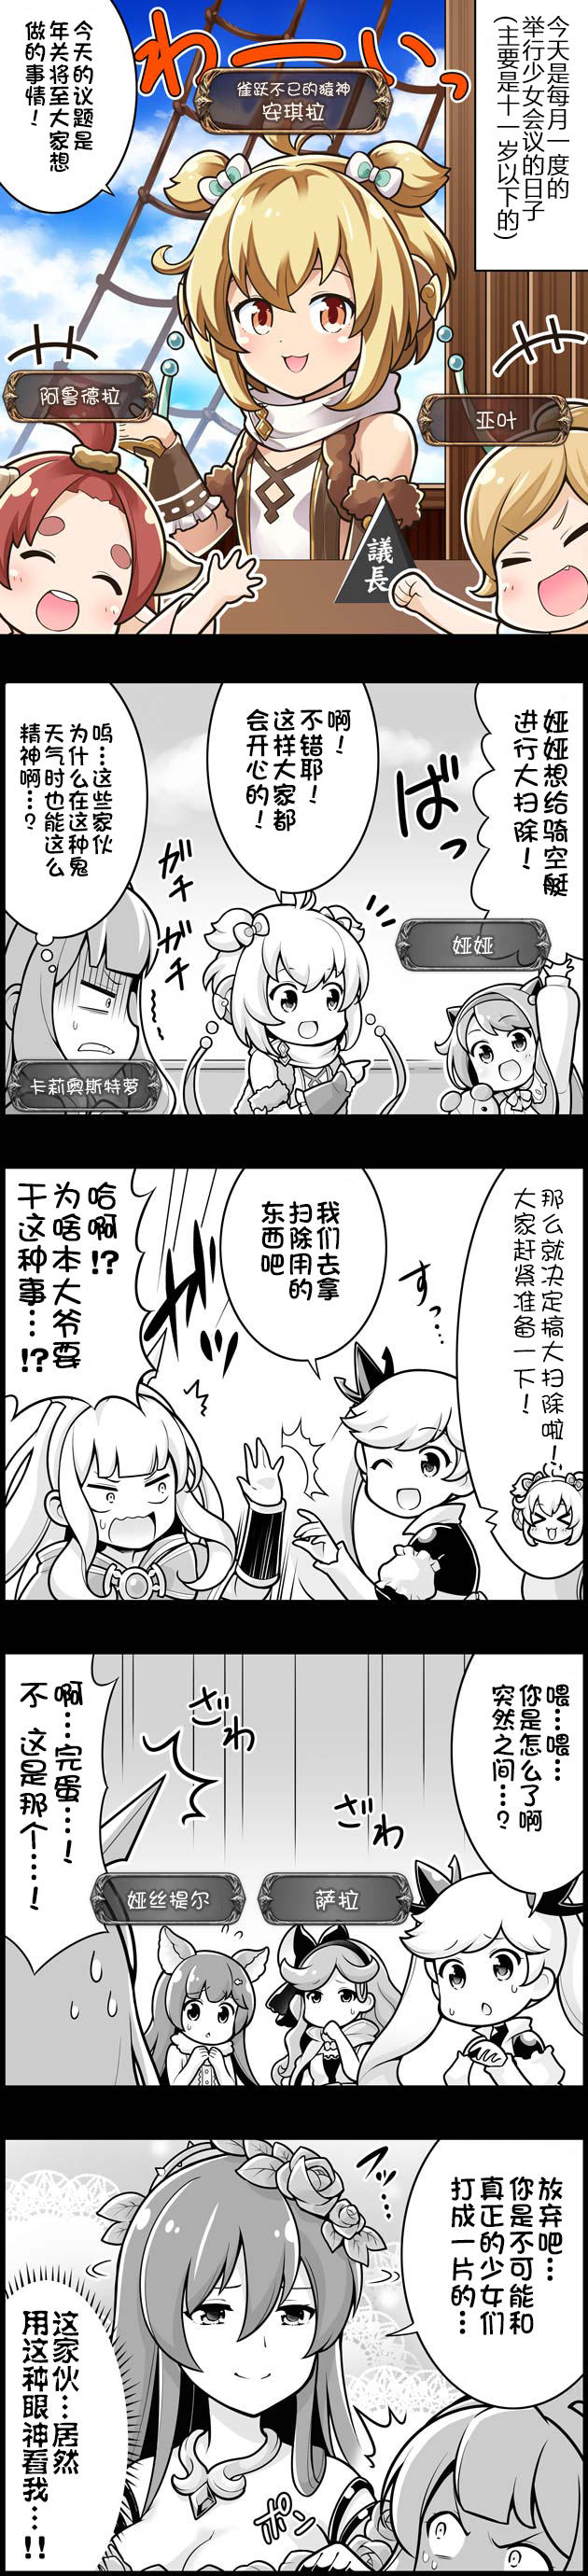 今天是每月一度的
举行少女会议的日子
(主要是十一岁以下的)
わーいっ
雀跃不已的猿神
安琪拉
今天的议题是
年关将至大家想
做的事情！
阿鲁德拉
亚叶
議長
娅娅想给骑空艇
进行大扫除！
ばっ
娅娅
啊！
不错耶！
这样大家都
会开心的！
ガチガチ
呜…这些家伙
为什么在这种鬼
天气时也能这么
精神啊…？
卡莉奥斯特萝
那么就决定搞大扫除啦！
大家赶紧准备一下！
すっ…
我们去拿
扫除用的
东西吧
バッ
哈啊!?
为啥本大爷要
干这种事…!?
喂…喂…
你是怎么了啊
突然之间…？
ざわ
ざわ
萨拉
娅丝提尔
啊…完蛋…！
不 这是那个…！
放弃吧…
你是不可能和
真正的少女们
打成一片的…
フッ…
ポン
这家伙…居然
用这种眼神看我…!!